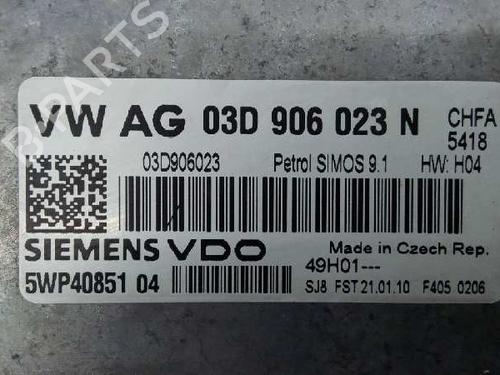 B-PARTS
VW AG 03D 906 023 N CHFA
5418
03D906023 Petrol SIMOS 9.1 HW: H04
SIEMENS VDO Made in Czech Rep.
49H01---
5WP40851 04 SJ8 FST 21.01.10 F405 0206